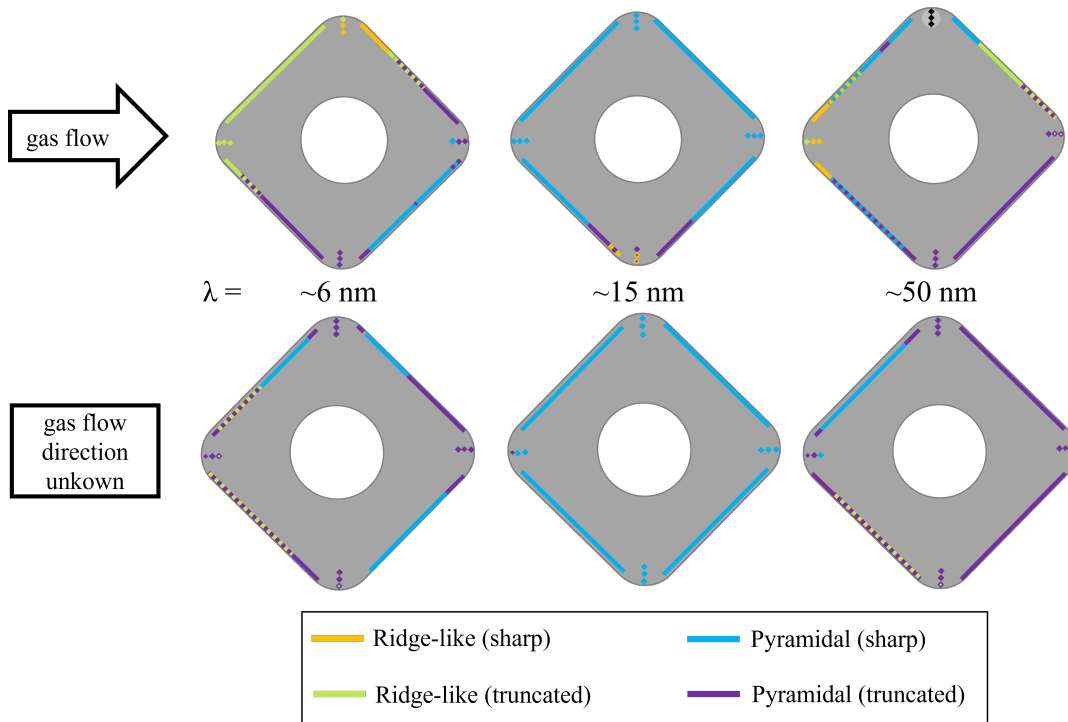 gas flow
λ = ~6 nm ~15 nm ~50 nm
gas flow
direction
unkown
Ridge-like (sharp) Pyramidal (sharp)
Ridge-like (truncated) Pyramidal (truncated)